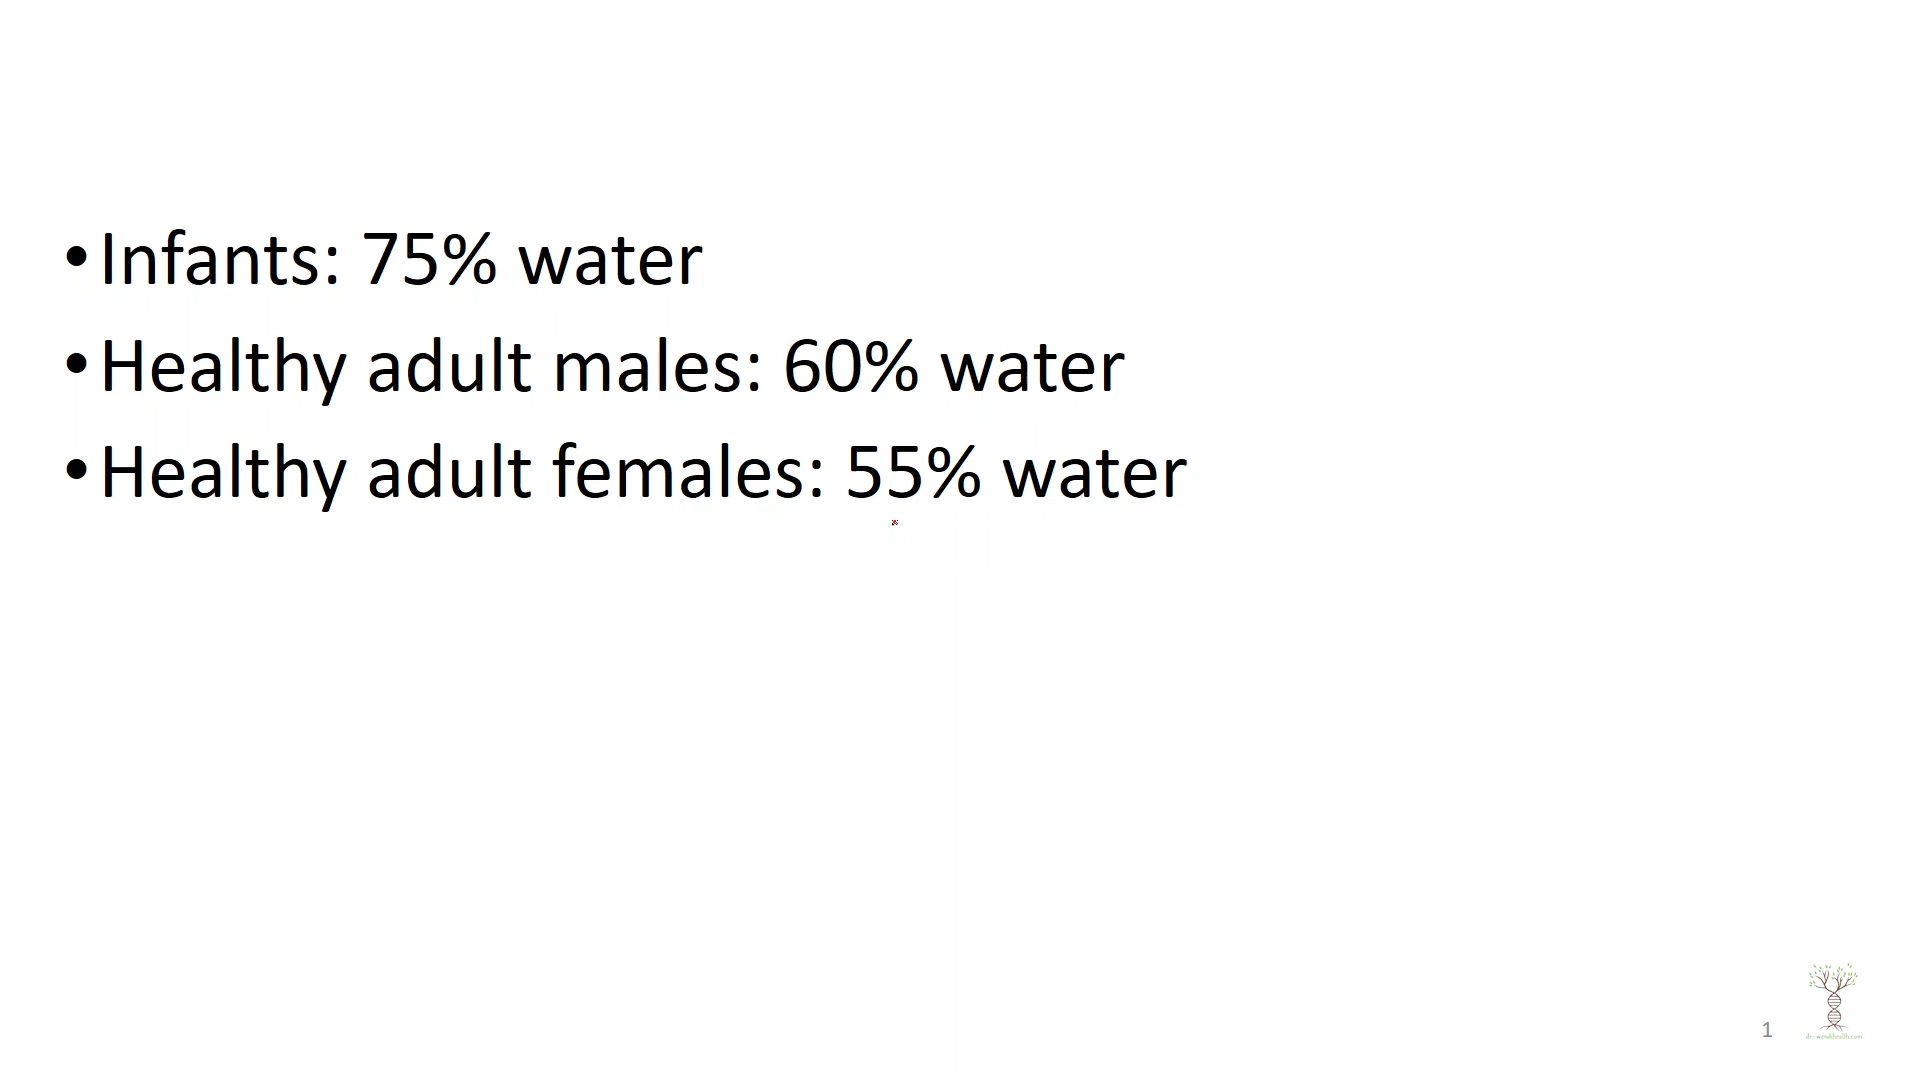 •Infants: 75% water
•Healthy adult males: 60% water
•Healthy adult females: 55% water
1